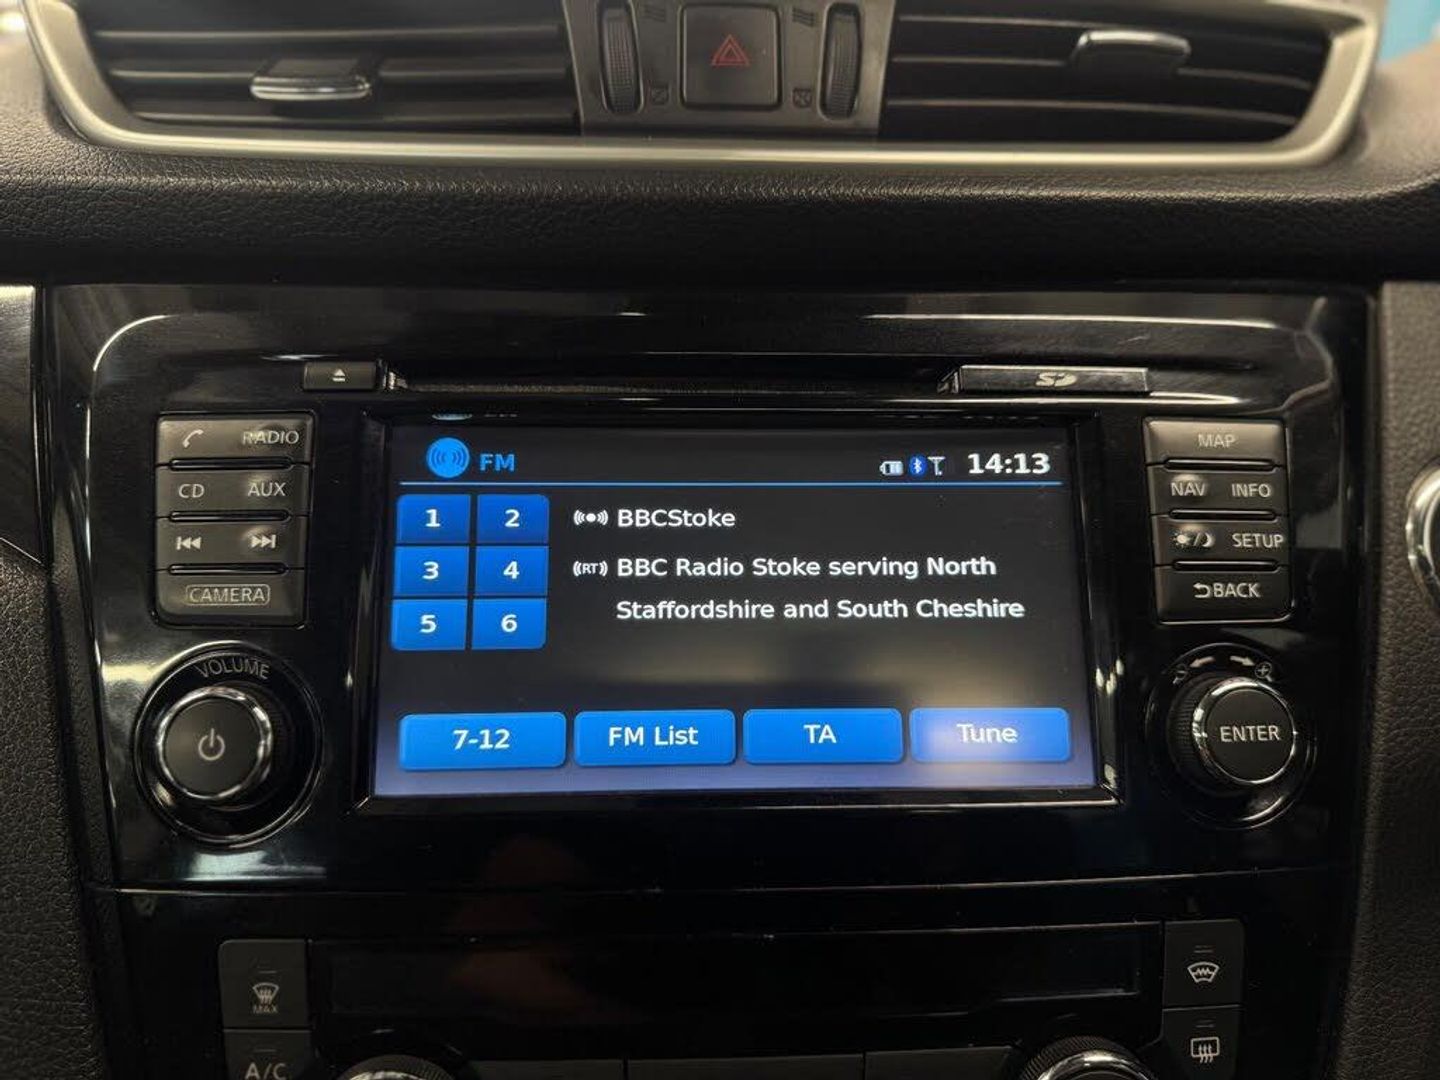 SD
RADIO
CD AUX
CAMERA
VOLUME
FM
14:13
1 2
3 4
5 6
BBCStoke
RT BBC Radio Stoke serving North
Staffordshire and South Cheshire
7-12 FM List TA Tune
MAP
NAV INFO
SETUP
BACK
ENTER
MAX
A/C